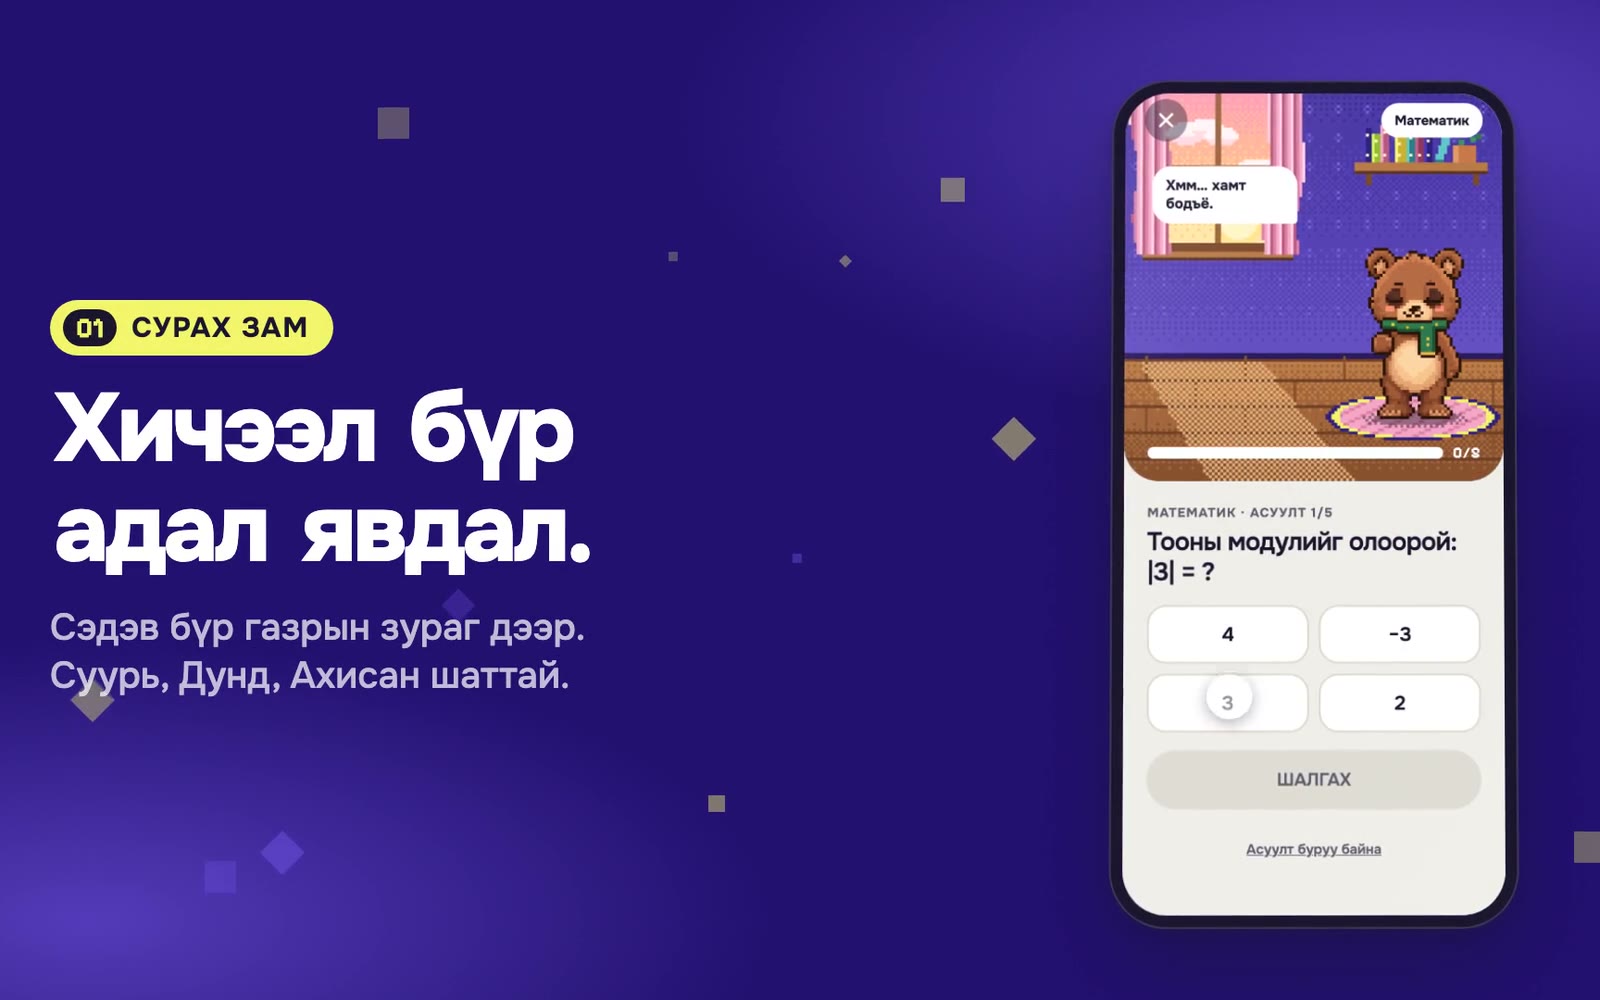 01 СУРАХ ЗАМ
Хичээл бүр
адал явдал.
Сэдэв бүр газрын зураг дээр.
Суурь, Дунд, Ахисан шаттай.
Математик
Хмм... хамт
бодъё.
0/8
МАТЕМАТИК · АСУУЛТ 1/5
Тооны модулийг олоорой:
|3| = ?
4
−3
3
2
ШАЛГАХ
Асуулт буруу байна